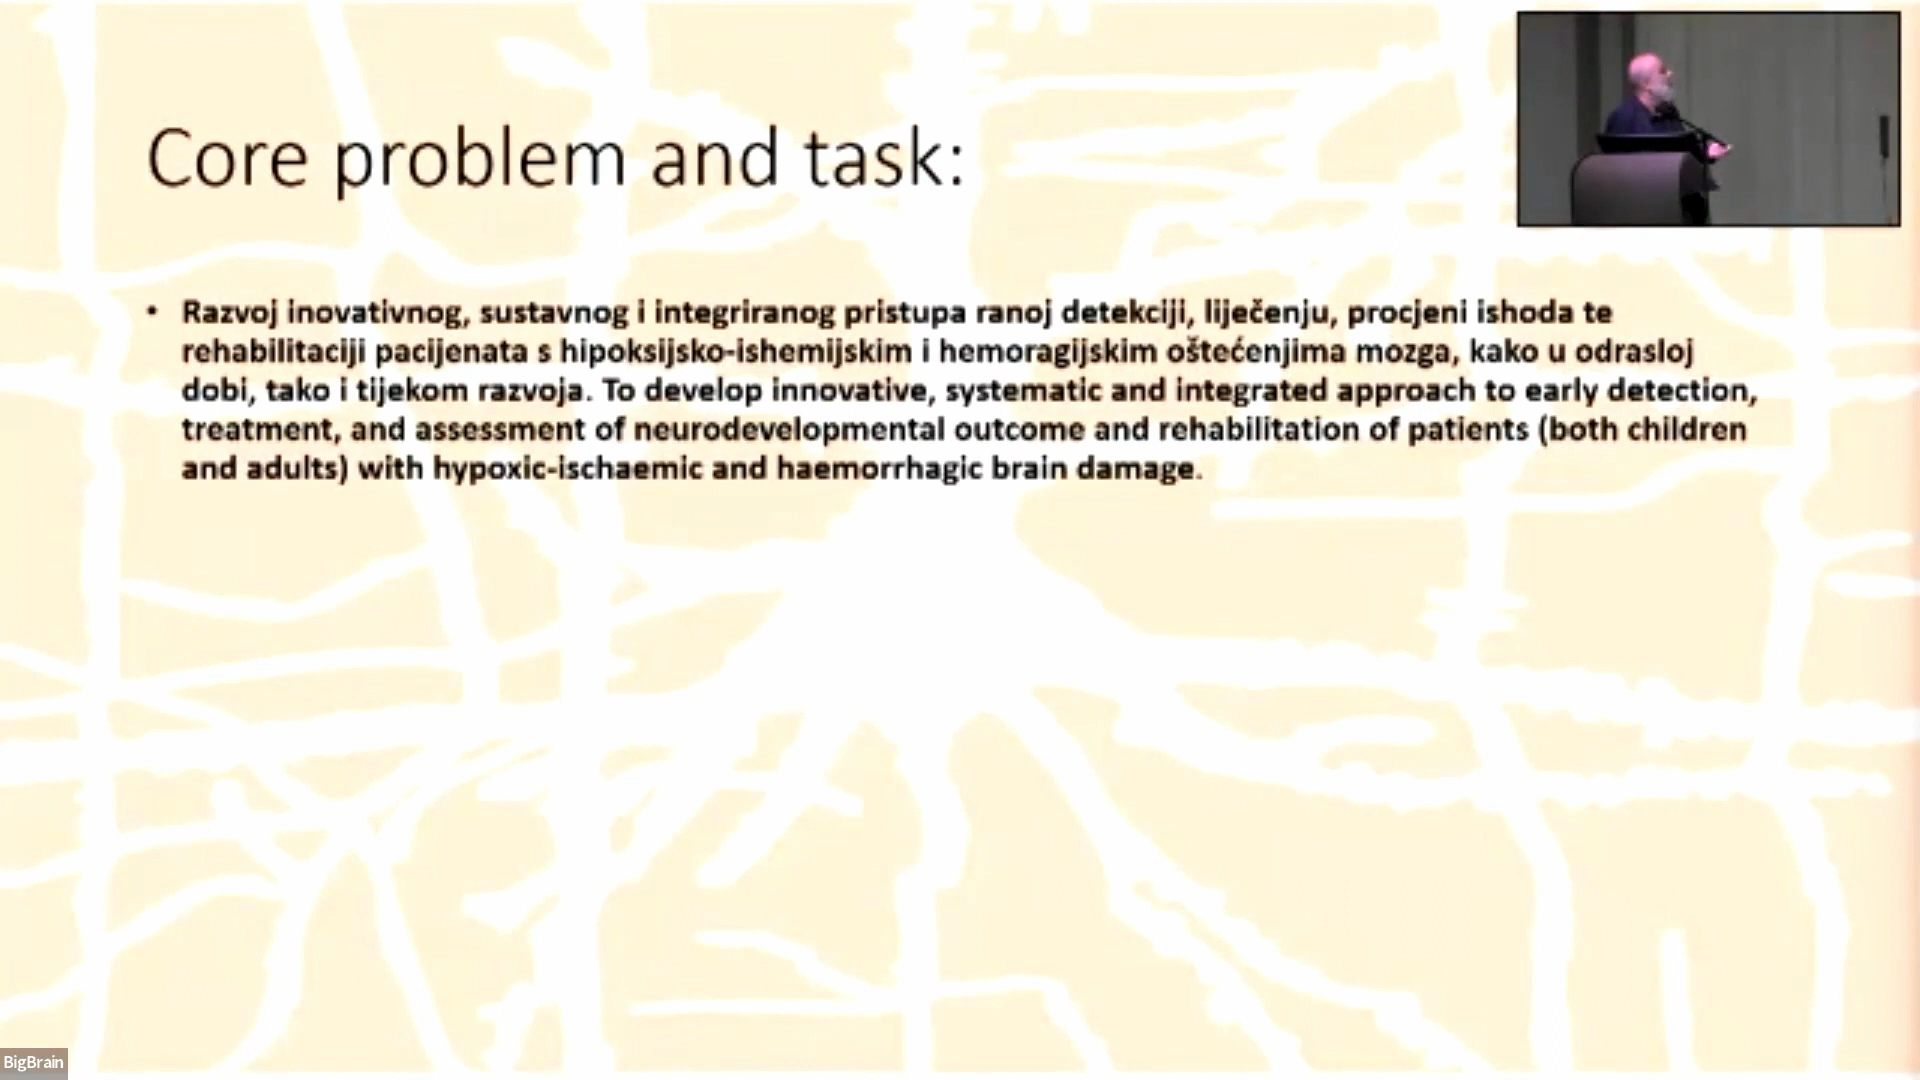 Core problem and task:
• Razvoj inovativnog, sustavnog i integriranog pristupa ranoj detekciji, liječenju, procjeni ishoda te
rehabilitaciji pacijenata s hipoksijsko-ishemijskim i hemoragijskim oštećenjima mozga, kako u odrasloj
dobi, tako i tijekom razvoja. To develop innovative, systematic and integrated approach to early detection,
treatment, and assessment of neurodevelopmental outcome and rehabilitation of patients (both children
and adults) with hypoxic-ischaemic and haemorrhagic brain damage.
BigBrain